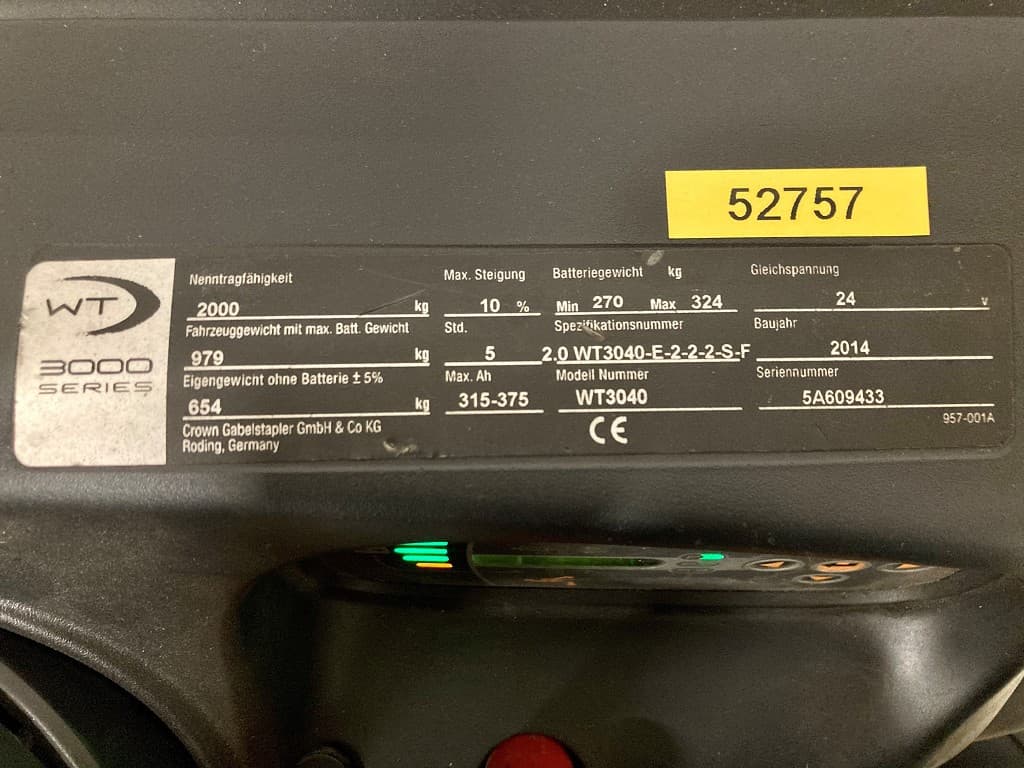 52757
WT
3000
SERIES
Nenntragfähigkeit
2000 kg
Fahrzeuggewicht mit max. Batt. Gewicht
979 kg
Eigengewicht ohne Batterie ± 5%
654 kg
Crown Gabelstapler GmbH & Co KG
Roding, Germany
Max. Steigung
10 %
Std.
5
Max. Ah
315-375
Batteriegewicht kg
Min 270 Max 324
Spezifikationsnummer
2.0 WT3040-E-2-2-2-S-F
Modell Nummer
WT3040
CE
Gleichspannung
24 v
Baujahr
2014
Seriennummer
5A609433
957-001A